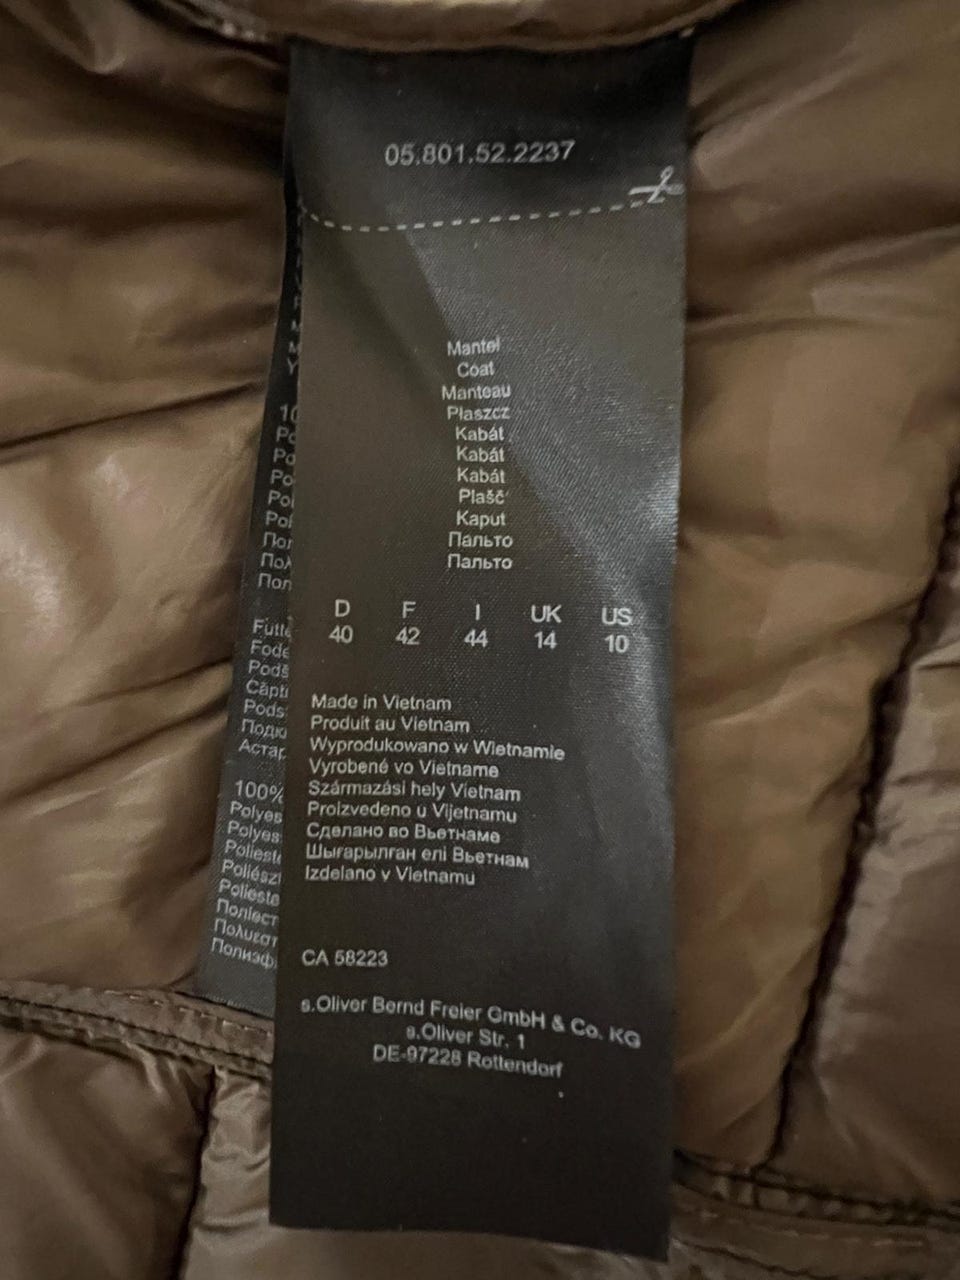 05.801.52.2237
Mantel
Coat
Manteau
Płaszcz
Kabát
Kabát
Kabát
Plašč
Kaput
Пальто
Пальто
D F I UK US
40 42 44 14 10
Made in Vietnam
Produit au Vietnam
Wyprodukowano w Wietnamie
Vyrobené vo Vietname
Származási hely Vietnam
Proizvedeno u Vijetnamu
Сделано во Вьетнаме
Шығарылған елі Вьетнам
Izdelano v Vietnamu
CA 58223
s.Oliver Bernd Freier GmbH & Co. KG
s.Oliver Str. 1
DE-97228 Rottendorf
100%